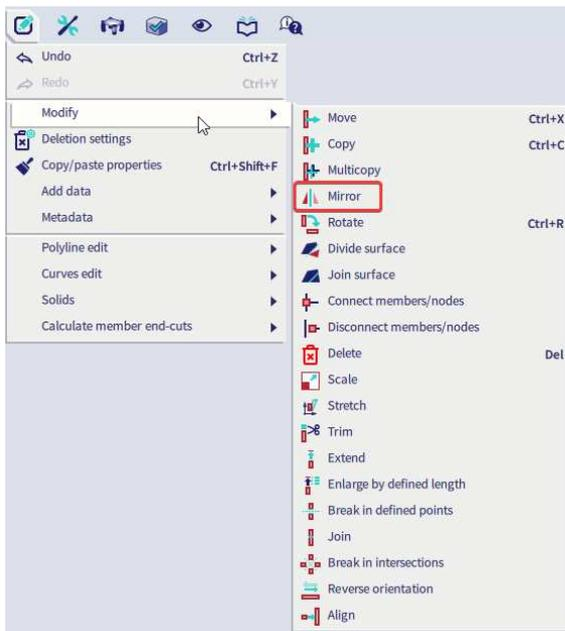 Undo Ctrl+Z
Redo Ctrl+Y
Modify
Deletion settings
Copy/paste properties Ctrl+Shift+F
Add data
Metadata
Polyline edit
Curves edit
Solids
Calculate member end-cuts
Move Ctrl+X
Copy Ctrl+C
Multicopy
Mirror
Rotate Ctrl+R
Divide surface
Join surface
Connect members/nodes
Disconnect members/nodes
Delete Del
Scale
Stretch
Trim
Extend
Enlarge by defined length
Break in defined points
Join
Break in intersections
Reverse orientation
Align